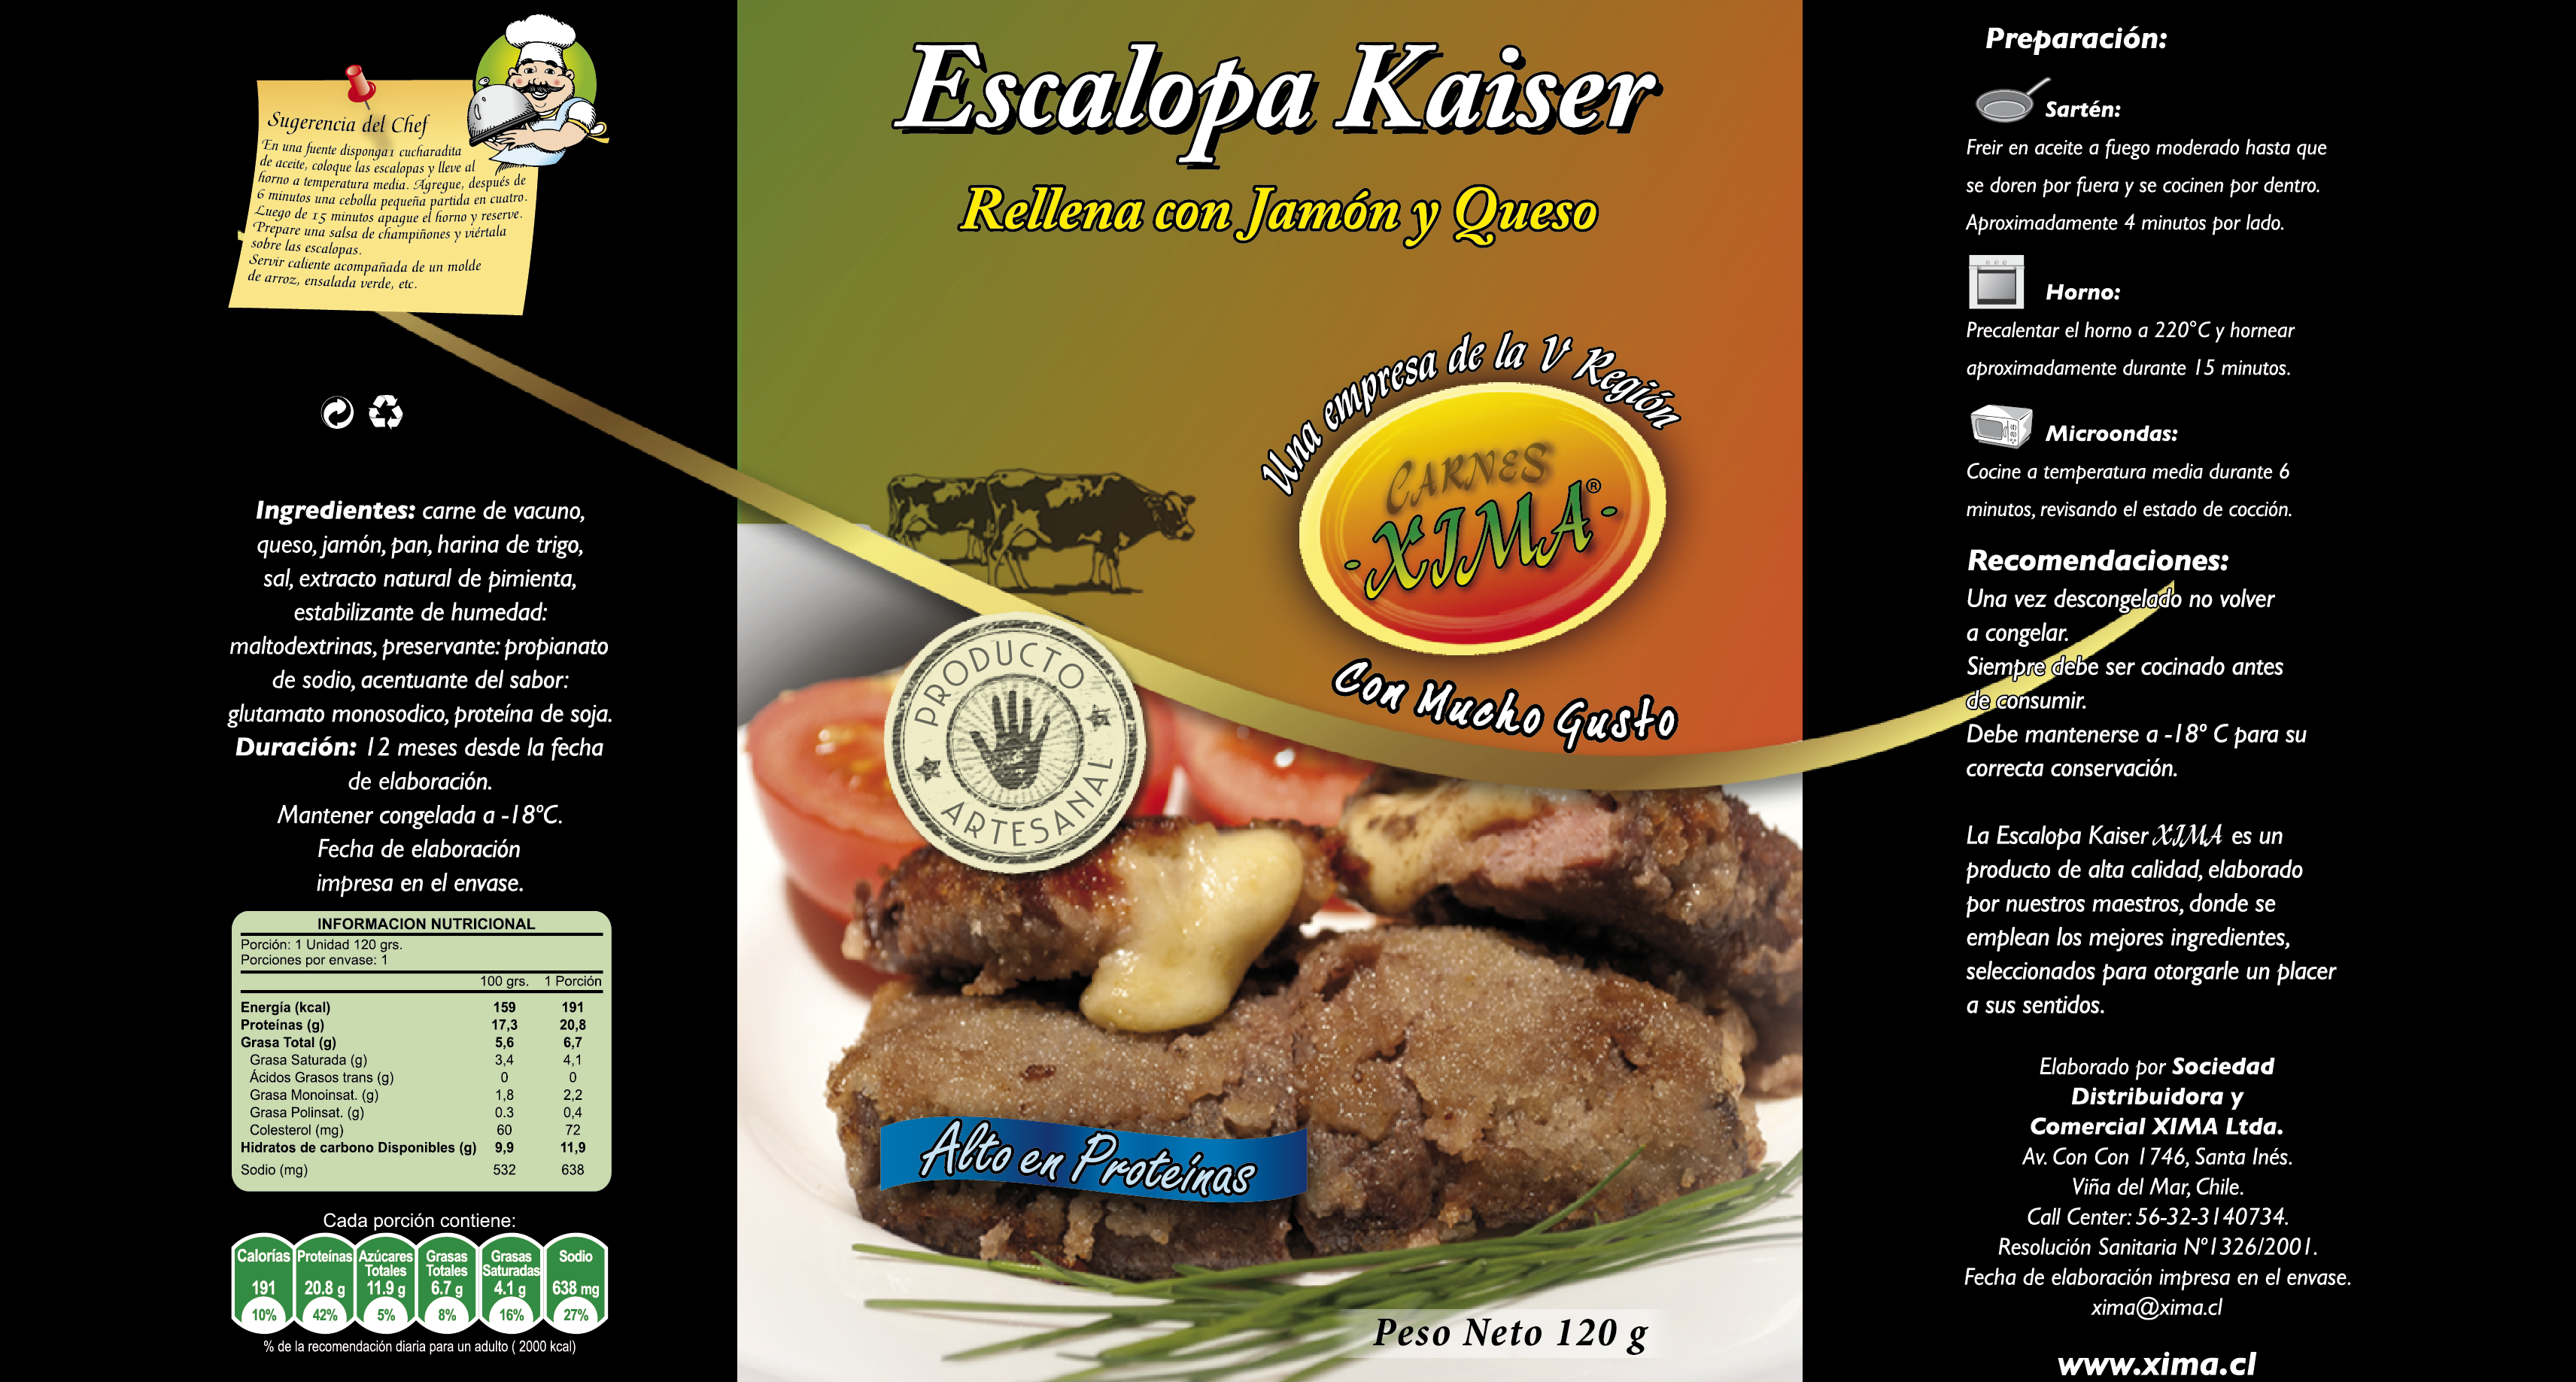 Sugerencia del Chef
En una fuente disponga1 cucharadita
de aceite, coloque las escalopas y lleve al
horno a temperatura media. Agregue, después de
6 minutos una cebolla pequeña partida en cuatro.
Luego de 15 minutos apague el horno y reserve.
Prepare una salsa de champiñones y viértala
sobre las escalopas.
Servir caliente acompañada de un molde
de arroz, ensalada verde, etc.
Ingredientes: carne de vacuno,
queso, jamón, pan, harina de trigo,
sal, extracto natural de pimienta,
estabilizante de humedad:
maltodextrinas, preservante: propianato
de sodio, acentuante del sabor:
glutamato monosodico, proteína de soja.
Duración: 12 meses desde la fecha
de elaboración.
Mantener congelada a -18ºC.
Fecha de elaboración
impresa en el envase.
INFORMACION NUTRICIONAL
Porción: 1 Unidad 120 grs.
Porciones por envase: 1
100 grs. 1 Porción
Energía (kcal) 159 191
Proteínas (g) 17,3 20,8
Grasa Total (g) 5,6 6,7
Grasa Saturada (g) 3,4 4,1
Ácidos Grasos trans (g) 0 0
Grasa Monoinsat. (g) 1,8 2,2
Grasa Polinsat. (g) 0.3 0,4
Colesterol (mg) 60 72
Hidratos de carbono Disponibles (g) 9,9 11,9
Sodio (mg) 532 638
Cada porción contiene:
Calorías Proteínas Azúcares Grasas Grasas Sodio
Totales Totales Saturadas
191 20.8 g 11.9 g 6.7 g 4.1 g 638 mg
10% 42% 5% 8% 16% 27%
% de la recomendación diaria para un adulto ( 2000 kcal)
Escalopa Kaiser
Rellena con Jamón y Queso
Una empresa de la V Región
CARNES
-XIMA-®
Con Mucho Gusto
PRODUCTO
ARTESANAL
Alto en Proteínas
Peso Neto 120 g
Preparación:
Sartén:
Freir en aceite a fuego moderado hasta que
se doren por fuera y se cocinen por dentro.
Aproximadamente 4 minutos por lado.
Horno:
Precalentar el horno a 220°C y hornear
aproximadamente durante 15 minutos.
Microondas:
Cocine a temperatura media durante 6
minutos, revisando el estado de cocción.
Recomendaciones:
Una vez descongelado no volver
a congelar.
Siempre debe ser cocinado antes
de consumir.
Debe mantenerse a -18º C para su
correcta conservación.
La Escalopa Kaiser XIMA es un
producto de alta calidad, elaborado
por nuestros maestros, donde se
emplean los mejores ingredientes,
seleccionados para otorgarle un placer
a sus sentidos.
Elaborado por Sociedad
Distribuidora y
Comercial XIMA Ltda.
Av. Con Con 1746, Santa Inés.
Viña del Mar, Chile.
Call Center: 56-32-3140734.
Resolución Sanitaria Nº1326/2001.
Fecha de elaboración impresa en el envase.
xima@xima.cl
www.xima.cl